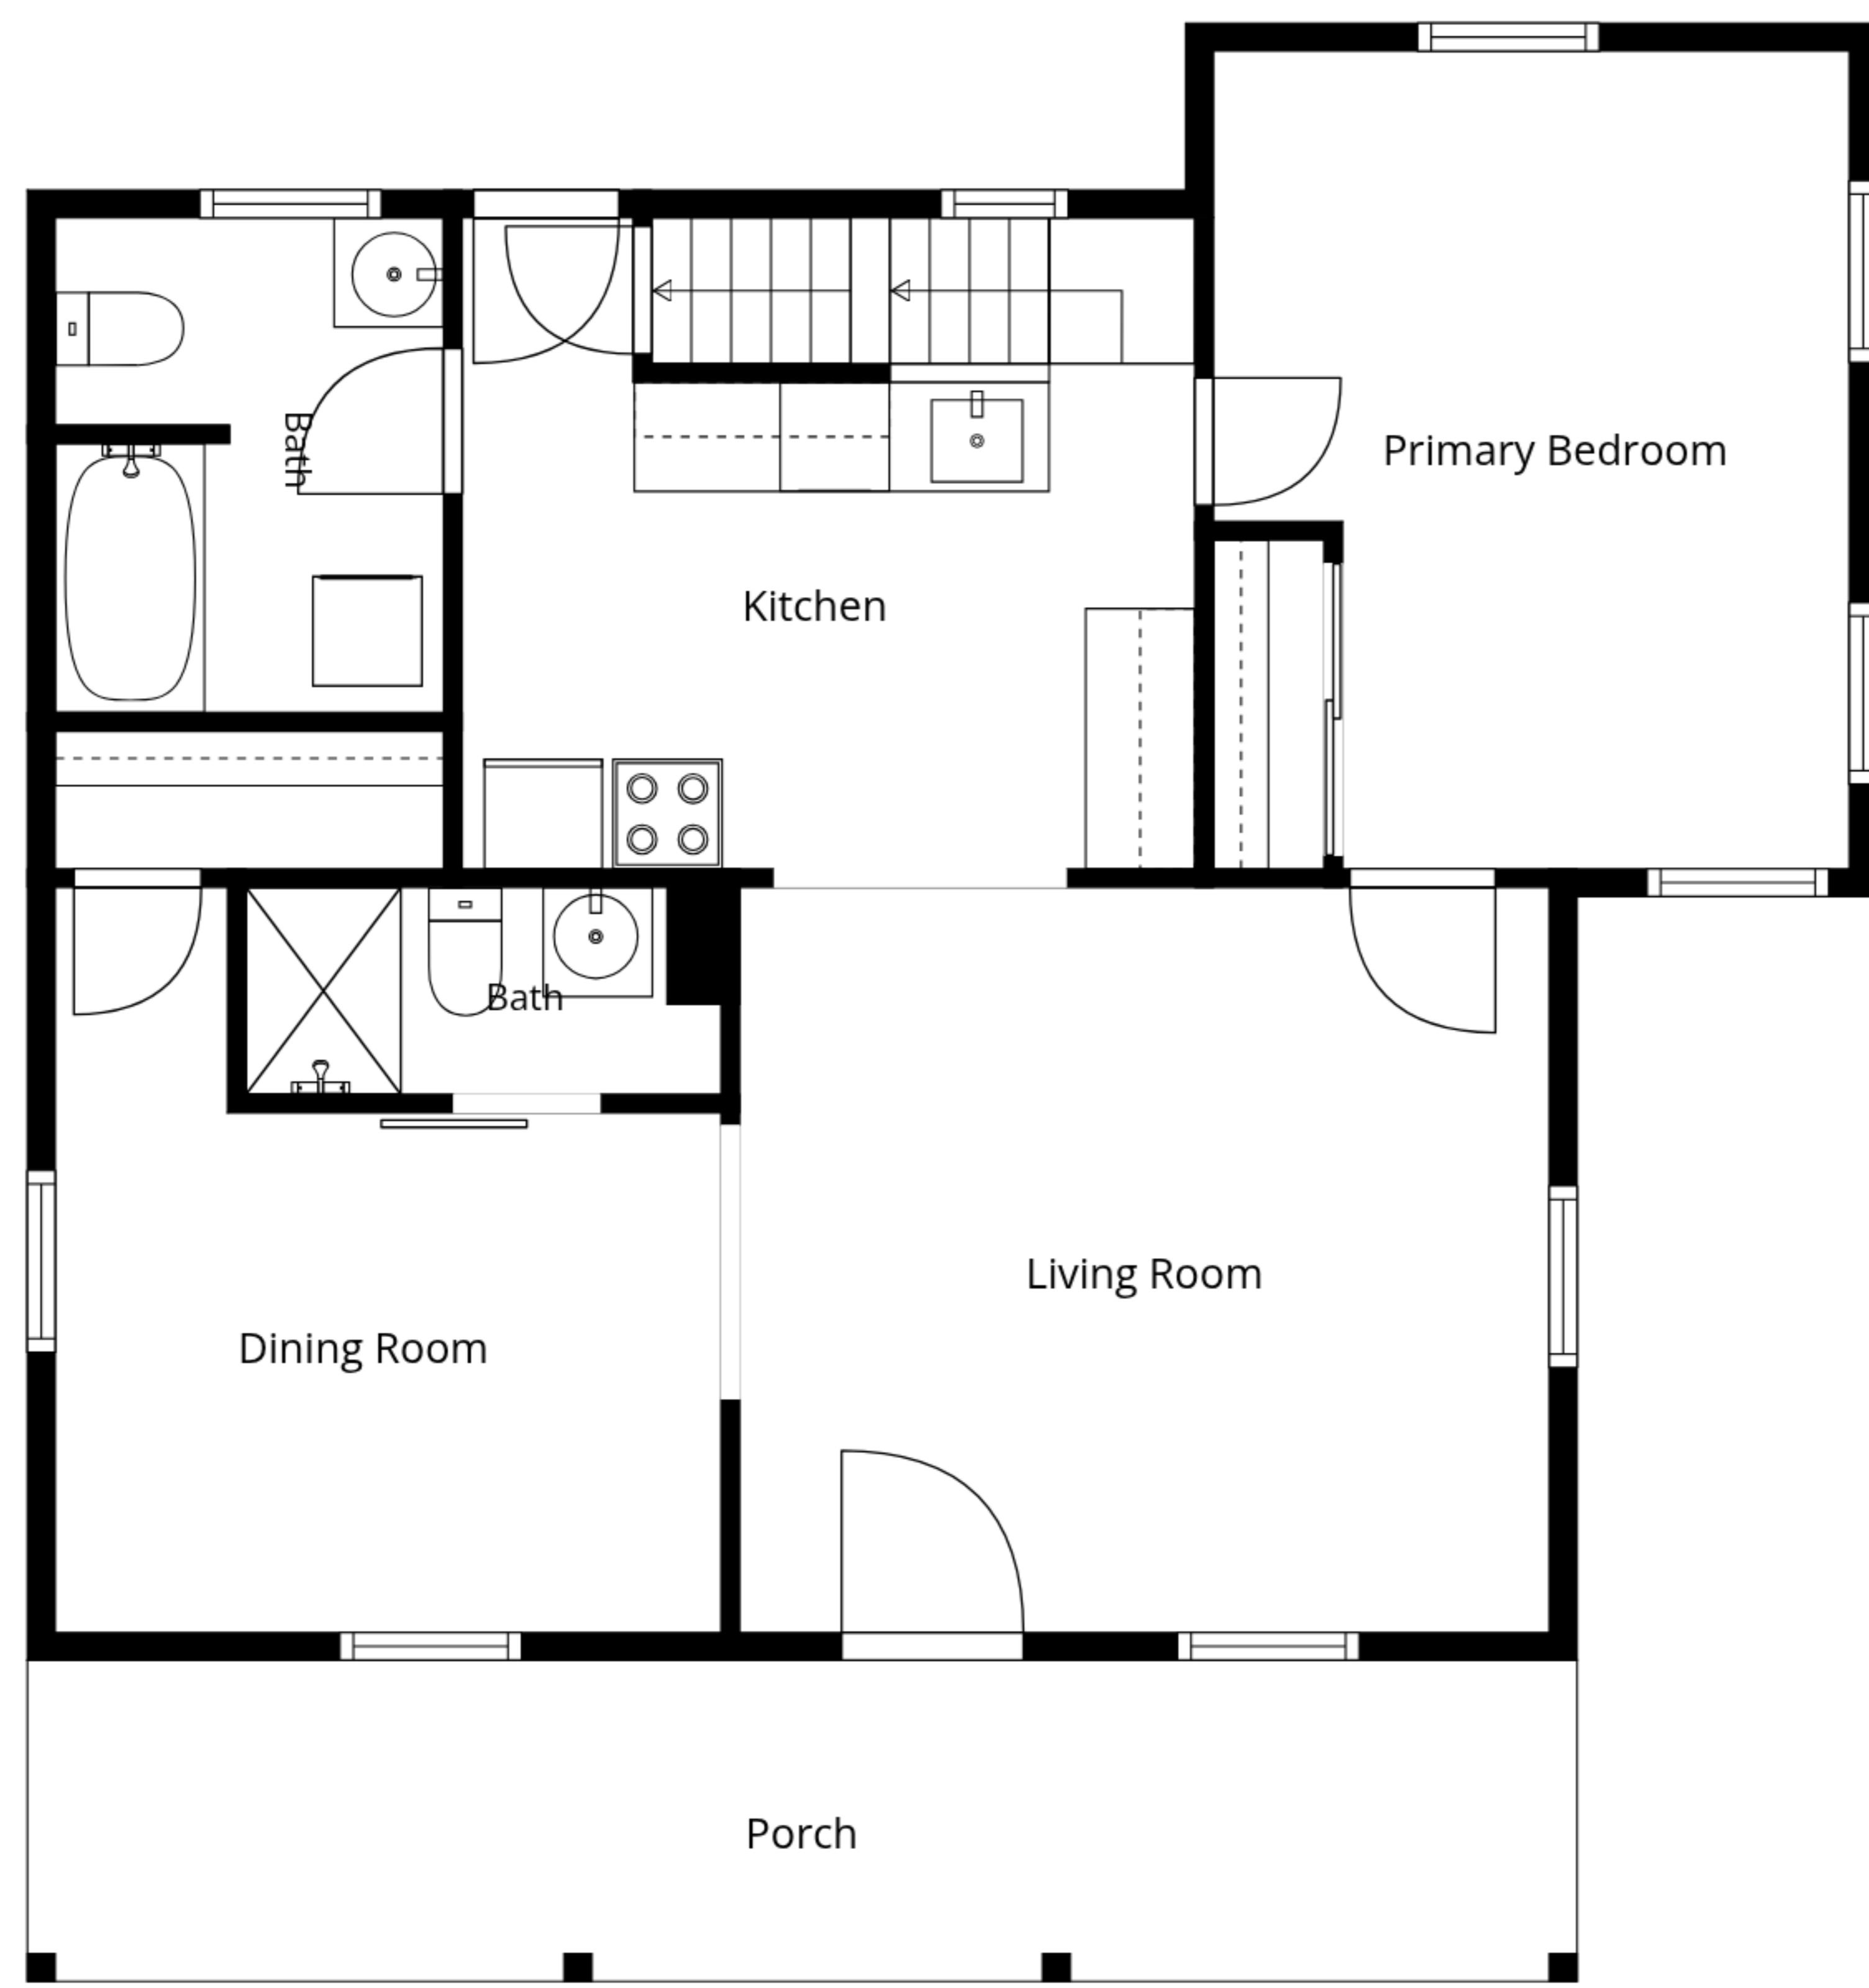 Bath
Primary Bedroom
Kitchen
Bath
Living Room
Dining Room
Porch